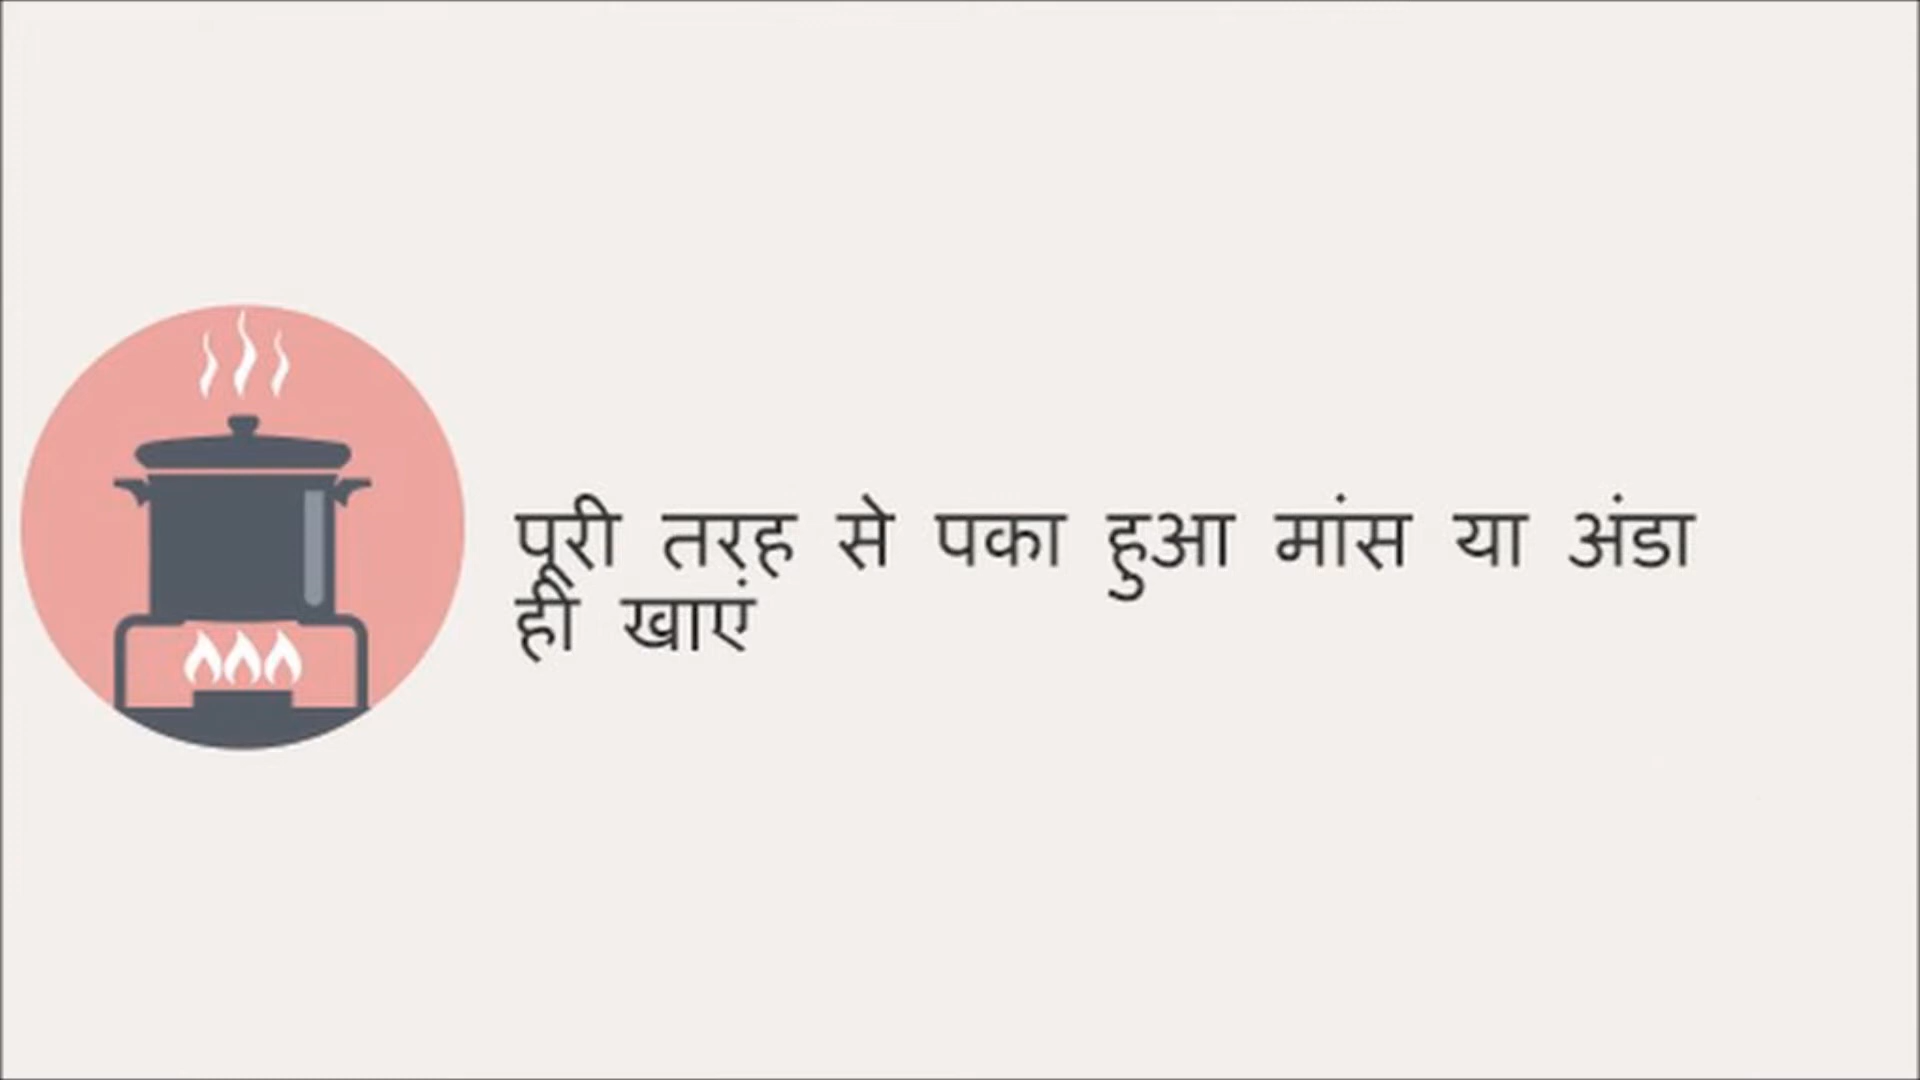 पूरी तरह से पका हुआ मांस या अंडा
ही खाएं